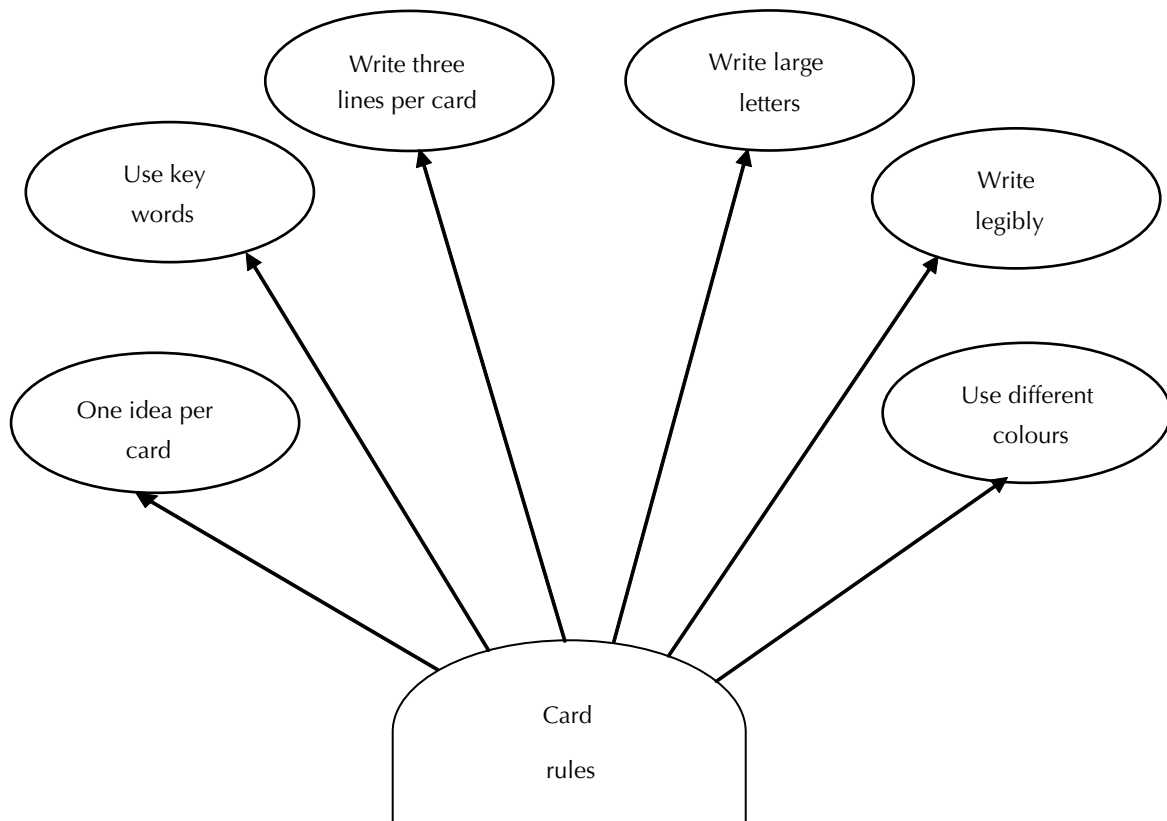 Write three
lines per card
Write large
letters
Use key
words
Write
legibly
One idea per
card
Use different
colours
Card
rules